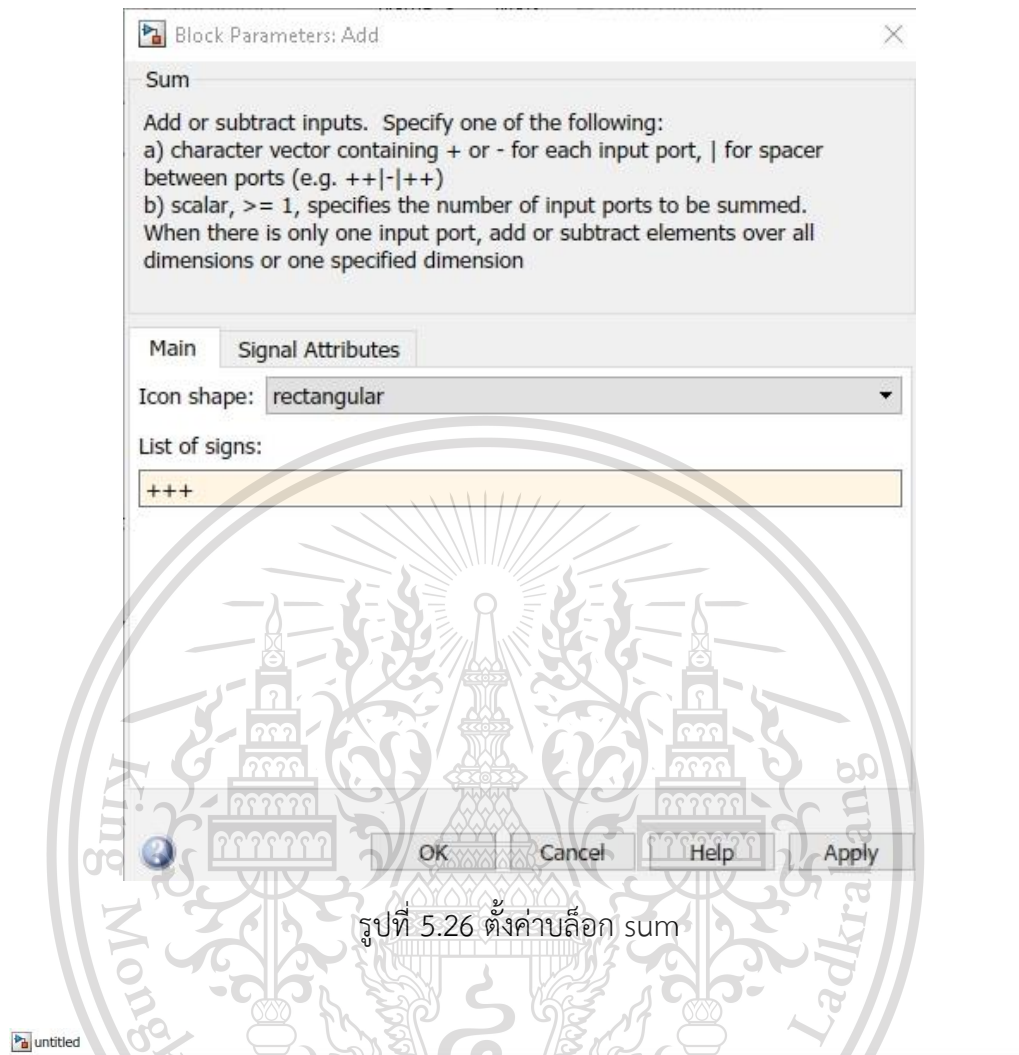 Block Parameters: Add
Sum
Add or subtract inputs. Specify one of the following:
a) character vector containing + or - for each input port, | for spacer
between ports (e.g. ++|-|++)
b) scalar, >= 1, specifies the number of input ports to be summed.
When there is only one input port, add or subtract elements over all
dimensions or one specified dimension
Main Signal Attributes
Icon shape: rectangular
List of signs:
+++
OK Cancel Help Apply
รูปที่ 5.26 ตั้งค่าบล็อก sum
untitled
King Mongk
Ladkrabang